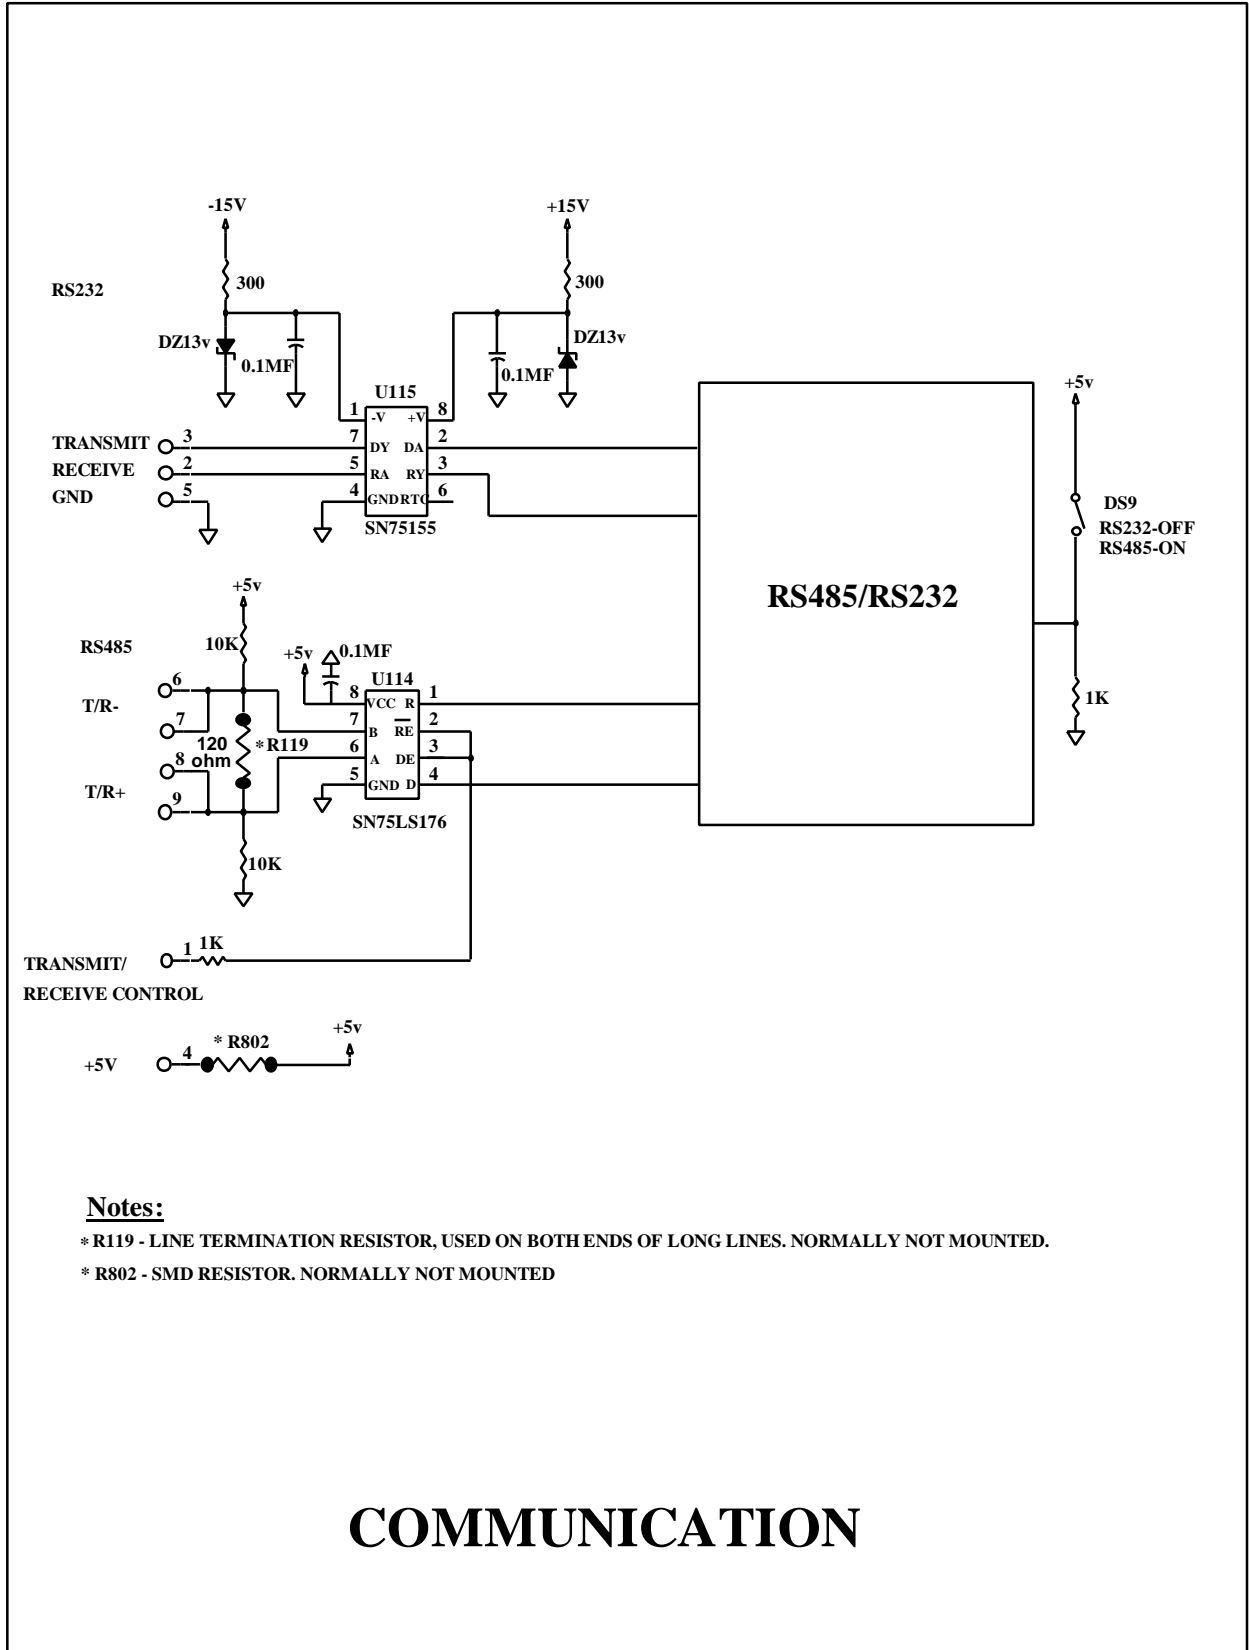 -15V
+15V
RS232
300
300
DZ13v
0.1MF
0.1MF
DZ13v
U115
+5v
1 -V +V 8
TRANSMIT 3
7 DY DA 2
RECEIVE 2
5 RA RY 3
GND 5
4 GND RTC 6
SN75155
DS9
RS232-OFF
RS485-ON
RS485/RS232
+5v
10K
RS485
+5v
0.1MF
U114
6
T/R-
7
8 VCC R 1
7 B RE 2
120 ohm
*R119
6 A DE 3
8
T/R+
9
5 GND D 4
SN75LS176
1K
10K
1 1K
TRANSMIT/
RECEIVE CONTROL
+5V 4
* R802
+5v
Notes:
* R119 - LINE TERMINATION RESISTOR, USED ON BOTH ENDS OF LONG LINES. NORMALLY NOT MOUNTED.
* R802 - SMD RESISTOR. NORMALLY NOT MOUNTED
COMMUNICATION